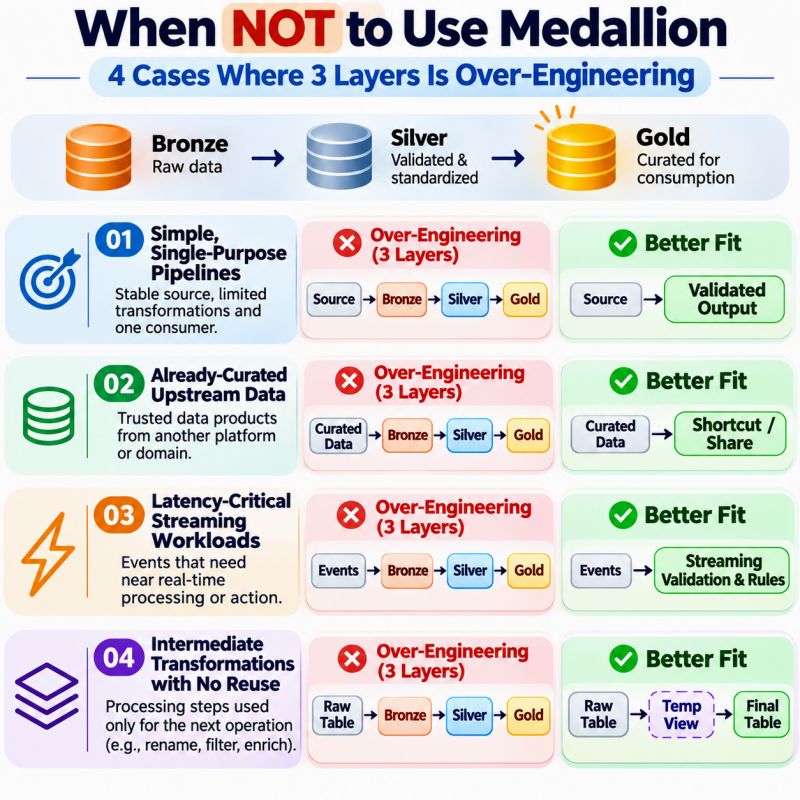 When NOT to Use Medallion
4 Cases Where 3 Layers Is Over-Engineering
Bronze
Raw data
Silver
Validated &
standardized
Gold
Curated for
consumption
01
Simple,
Single-Purpose
Pipelines
Stable source, limited
transformations and
one consumer.
Over-Engineering
(3 Layers)
Source
Bronze
Silver
Gold
Better Fit
Source
Validated
Output
02
Already-Curated
Upstream Data
Trusted data products
from another platform
or domain.
Over-Engineering
(3 Layers)
Curated
Data
Bronze
Silver
Gold
Better Fit
Curated
Data
Shortcut /
Share
03
Latency-Critical
Streaming
Workloads
Events that need
near real-time
processing or action.
Over-Engineering
(3 Layers)
Events
Bronze
Silver
Gold
Better Fit
Events
Streaming
Validation & Rules
04
Intermediate
Transformations
with No Reuse
Processing steps used
only for the next operation
(e.g., rename, filter, enrich).
Over-Engineering
(3 Layers)
Raw
Table
Bronze
Silver
Gold
Better Fit
Raw
Table
Temp
View
Final
Table